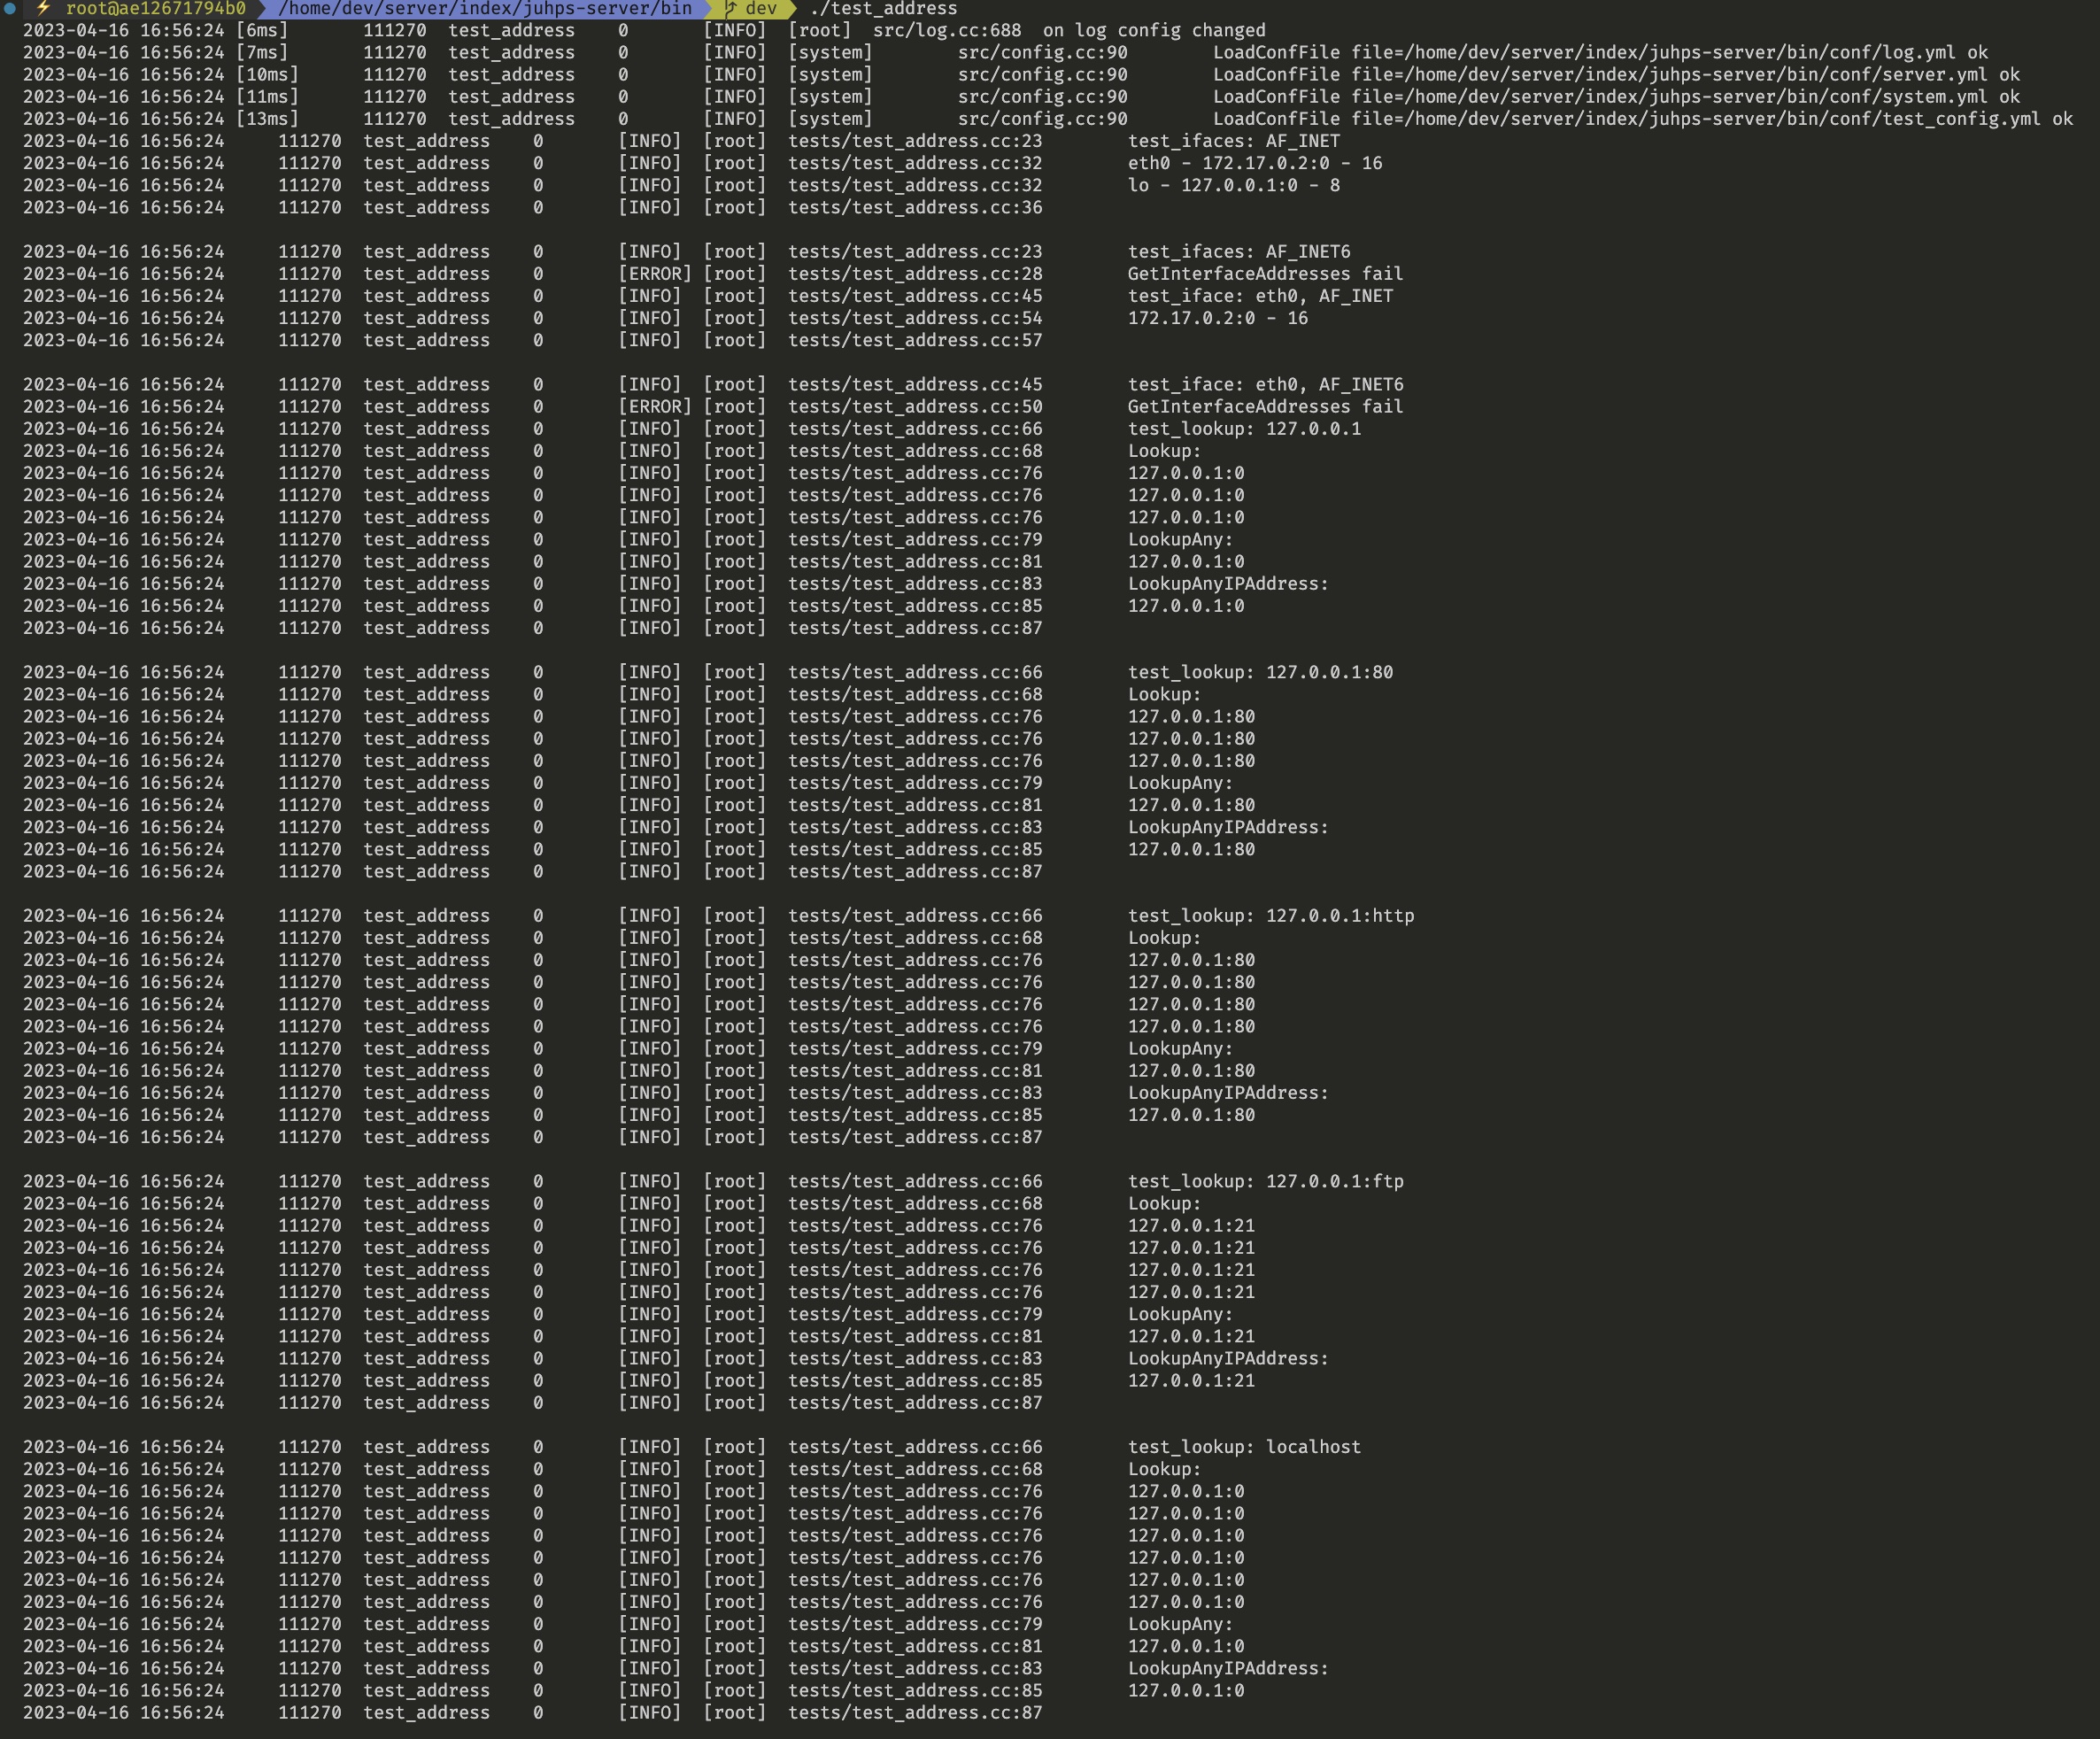 root@ae12671794b0 /home/dev/server/index/juhps-server/bin dev ./test_address
2023-04-16 16:56:24 [6ms] 111270 test_address 0 [INFO] [root] src/log.cc:688 on log config changed
2023-04-16 16:56:24 [7ms] 111270 test_address 0 [INFO] [system] src/config.cc:90 LoadConfFile file=/home/dev/server/index/juhps-server/bin/conf/log.yml ok
2023-04-16 16:56:24 [10ms] 111270 test_address 0 [INFO] [system] src/config.cc:90 LoadConfFile file=/home/dev/server/index/juhps-server/bin/conf/server.yml ok
2023-04-16 16:56:24 [11ms] 111270 test_address 0 [INFO] [system] src/config.cc:90 LoadConfFile file=/home/dev/server/index/juhps-server/bin/conf/system.yml ok
2023-04-16 16:56:24 [13ms] 111270 test_address 0 [INFO] [system] src/config.cc:90 LoadConfFile file=/home/dev/server/index/juhps-server/bin/conf/test_config.yml ok
2023-04-16 16:56:24 111270 test_address 0 [INFO] [root] tests/test_address.cc:23 test_ifaces: AF_INET
2023-04-16 16:56:24 111270 test_address 0 [INFO] [root] tests/test_address.cc:32 eth0 - 172.17.0.2:0 - 16
2023-04-16 16:56:24 111270 test_address 0 [INFO] [root] tests/test_address.cc:32 lo - 127.0.0.1:0 - 8
2023-04-16 16:56:24 111270 test_address 0 [INFO] [root] tests/test_address.cc:36
2023-04-16 16:56:24 111270 test_address 0 [INFO] [root] tests/test_address.cc:23 test_ifaces: AF_INET6
2023-04-16 16:56:24 111270 test_address 0 [ERROR] [root] tests/test_address.cc:28 GetInterfaceAddresses fail
2023-04-16 16:56:24 111270 test_address 0 [INFO] [root] tests/test_address.cc:45 test_iface: eth0, AF_INET
2023-04-16 16:56:24 111270 test_address 0 [INFO] [root] tests/test_address.cc:54 172.17.0.2:0 - 16
2023-04-16 16:56:24 111270 test_address 0 [INFO] [root] tests/test_address.cc:57
2023-04-16 16:56:24 111270 test_address 0 [INFO] [root] tests/test_address.cc:45 test_iface: eth0, AF_INET6
2023-04-16 16:56:24 111270 test_address 0 [ERROR] [root] tests/test_address.cc:50 GetInterfaceAddresses fail
2023-04-16 16:56:24 111270 test_address 0 [INFO] [root] tests/test_address.cc:66 test_lookup: 127.0.0.1
2023-04-16 16:56:24 111270 test_address 0 [INFO] [root] tests/test_address.cc:68 Lookup:
2023-04-16 16:56:24 111270 test_address 0 [INFO] [root] tests/test_address.cc:76 127.0.0.1:0
2023-04-16 16:56:24 111270 test_address 0 [INFO] [root] tests/test_address.cc:76 127.0.0.1:0
2023-04-16 16:56:24 111270 test_address 0 [INFO] [root] tests/test_address.cc:76 127.0.0.1:0
2023-04-16 16:56:24 111270 test_address 0 [INFO] [root] tests/test_address.cc:79 LookupAny:
2023-04-16 16:56:24 111270 test_address 0 [INFO] [root] tests/test_address.cc:81 127.0.0.1:0
2023-04-16 16:56:24 111270 test_address 0 [INFO] [root] tests/test_address.cc:83 LookupAnyIPAddress:
2023-04-16 16:56:24 111270 test_address 0 [INFO] [root] tests/test_address.cc:85 127.0.0.1:0
2023-04-16 16:56:24 111270 test_address 0 [INFO] [root] tests/test_address.cc:87
2023-04-16 16:56:24 111270 test_address 0 [INFO] [root] tests/test_address.cc:66 test_lookup: 127.0.0.1:80
2023-04-16 16:56:24 111270 test_address 0 [INFO] [root] tests/test_address.cc:68 Lookup:
2023-04-16 16:56:24 111270 test_address 0 [INFO] [root] tests/test_address.cc:76 127.0.0.1:80
2023-04-16 16:56:24 111270 test_address 0 [INFO] [root] tests/test_address.cc:76 127.0.0.1:80
2023-04-16 16:56:24 111270 test_address 0 [INFO] [root] tests/test_address.cc:76 127.0.0.1:80
2023-04-16 16:56:24 111270 test_address 0 [INFO] [root] tests/test_address.cc:79 LookupAny:
2023-04-16 16:56:24 111270 test_address 0 [INFO] [root] tests/test_address.cc:81 127.0.0.1:80
2023-04-16 16:56:24 111270 test_address 0 [INFO] [root] tests/test_address.cc:83 LookupAnyIPAddress:
2023-04-16 16:56:24 111270 test_address 0 [INFO] [root] tests/test_address.cc:85 127.0.0.1:80
2023-04-16 16:56:24 111270 test_address 0 [INFO] [root] tests/test_address.cc:87
2023-04-16 16:56:24 111270 test_address 0 [INFO] [root] tests/test_address.cc:66 test_lookup: 127.0.0.1:http
2023-04-16 16:56:24 111270 test_address 0 [INFO] [root] tests/test_address.cc:68 Lookup:
2023-04-16 16:56:24 111270 test_address 0 [INFO] [root] tests/test_address.cc:76 127.0.0.1:80
2023-04-16 16:56:24 111270 test_address 0 [INFO] [root] tests/test_address.cc:76 127.0.0.1:80
2023-04-16 16:56:24 111270 test_address 0 [INFO] [root] tests/test_address.cc:76 127.0.0.1:80
2023-04-16 16:56:24 111270 test_address 0 [INFO] [root] tests/test_address.cc:76 127.0.0.1:80
2023-04-16 16:56:24 111270 test_address 0 [INFO] [root] tests/test_address.cc:79 LookupAny:
2023-04-16 16:56:24 111270 test_address 0 [INFO] [root] tests/test_address.cc:81 127.0.0.1:80
2023-04-16 16:56:24 111270 test_address 0 [INFO] [root] tests/test_address.cc:83 LookupAnyIPAddress:
2023-04-16 16:56:24 111270 test_address 0 [INFO] [root] tests/test_address.cc:85 127.0.0.1:80
2023-04-16 16:56:24 111270 test_address 0 [INFO] [root] tests/test_address.cc:87
2023-04-16 16:56:24 111270 test_address 0 [INFO] [root] tests/test_address.cc:66 test_lookup: 127.0.0.1:ftp
2023-04-16 16:56:24 111270 test_address 0 [INFO] [root] tests/test_address.cc:68 Lookup:
2023-04-16 16:56:24 111270 test_address 0 [INFO] [root] tests/test_address.cc:76 127.0.0.1:21
2023-04-16 16:56:24 111270 test_address 0 [INFO] [root] tests/test_address.cc:76 127.0.0.1:21
2023-04-16 16:56:24 111270 test_address 0 [INFO] [root] tests/test_address.cc:76 127.0.0.1:21
2023-04-16 16:56:24 111270 test_address 0 [INFO] [root] tests/test_address.cc:76 127.0.0.1:21
2023-04-16 16:56:24 111270 test_address 0 [INFO] [root] tests/test_address.cc:79 LookupAny:
2023-04-16 16:56:24 111270 test_address 0 [INFO] [root] tests/test_address.cc:81 127.0.0.1:21
2023-04-16 16:56:24 111270 test_address 0 [INFO] [root] tests/test_address.cc:83 LookupAnyIPAddress:
2023-04-16 16:56:24 111270 test_address 0 [INFO] [root] tests/test_address.cc:85 127.0.0.1:21
2023-04-16 16:56:24 111270 test_address 0 [INFO] [root] tests/test_address.cc:87
2023-04-16 16:56:24 111270 test_address 0 [INFO] [root] tests/test_address.cc:66 test_lookup: localhost
2023-04-16 16:56:24 111270 test_address 0 [INFO] [root] tests/test_address.cc:68 Lookup:
2023-04-16 16:56:24 111270 test_address 0 [INFO] [root] tests/test_address.cc:76 127.0.0.1:0
2023-04-16 16:56:24 111270 test_address 0 [INFO] [root] tests/test_address.cc:76 127.0.0.1:0
2023-04-16 16:56:24 111270 test_address 0 [INFO] [root] tests/test_address.cc:76 127.0.0.1:0
2023-04-16 16:56:24 111270 test_address 0 [INFO] [root] tests/test_address.cc:76 127.0.0.1:0
2023-04-16 16:56:24 111270 test_address 0 [INFO] [root] tests/test_address.cc:76 127.0.0.1:0
2023-04-16 16:56:24 111270 test_address 0 [INFO] [root] tests/test_address.cc:76 127.0.0.1:0
2023-04-16 16:56:24 111270 test_address 0 [INFO] [root] tests/test_address.cc:79 LookupAny:
2023-04-16 16:56:24 111270 test_address 0 [INFO] [root] tests/test_address.cc:81 127.0.0.1:0
2023-04-16 16:56:24 111270 test_address 0 [INFO] [root] tests/test_address.cc:83 LookupAnyIPAddress:
2023-04-16 16:56:24 111270 test_address 0 [INFO] [root] tests/test_address.cc:85 127.0.0.1:0
2023-04-16 16:56:24 111270 test_address 0 [INFO] [root] tests/test_address.cc:87